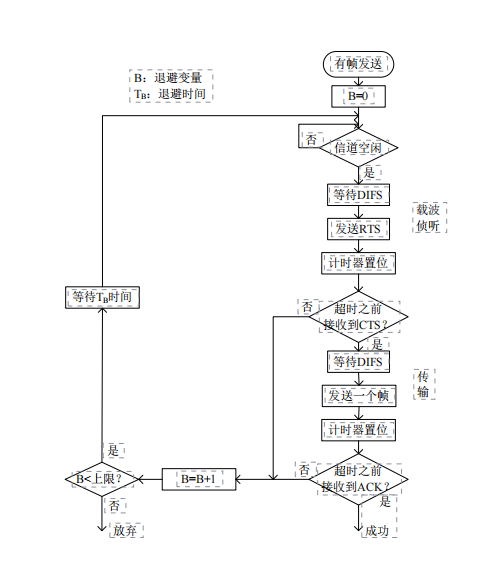 有帧发送
B：退避变量
T_B：退避时间
B=0
否
信道空闲
是
等待DIFS
载波
侦听
发送RTS
计时器置位
等待T_B时间
否
超时之前
接收到CTS？
是
等待DIFS
传
输
发送一个帧
计时器置位
是
否
超时之前
接收到ACK？
B<上限？
B=B+1
是
否
放弃
成功